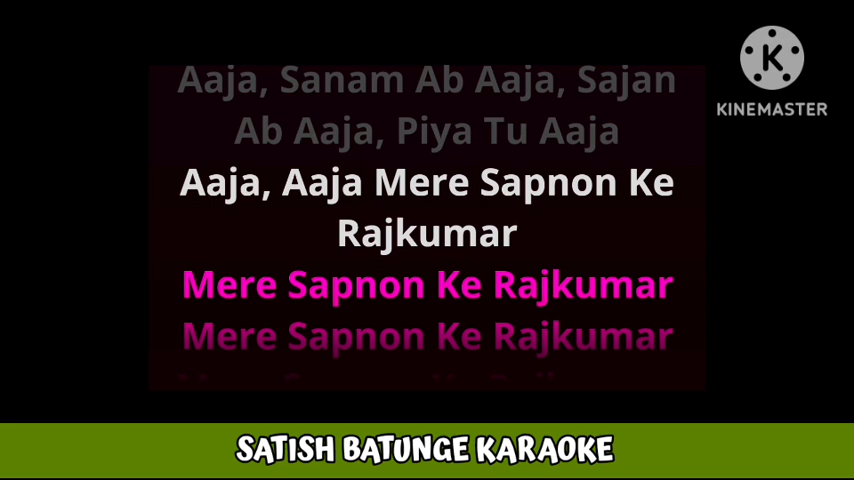 Aaja, Sanam Ab Aaja, Sajan
Ab Aaja, Piya Tu Aaja
Aaja, Aaja Mere Sapnon Ke
Rajkumar
Mere Sapnon Ke Rajkumar
Mere Sapnon Ke Rajkumar
KINEMASTER
SATISH BATUNGE KARAOKE